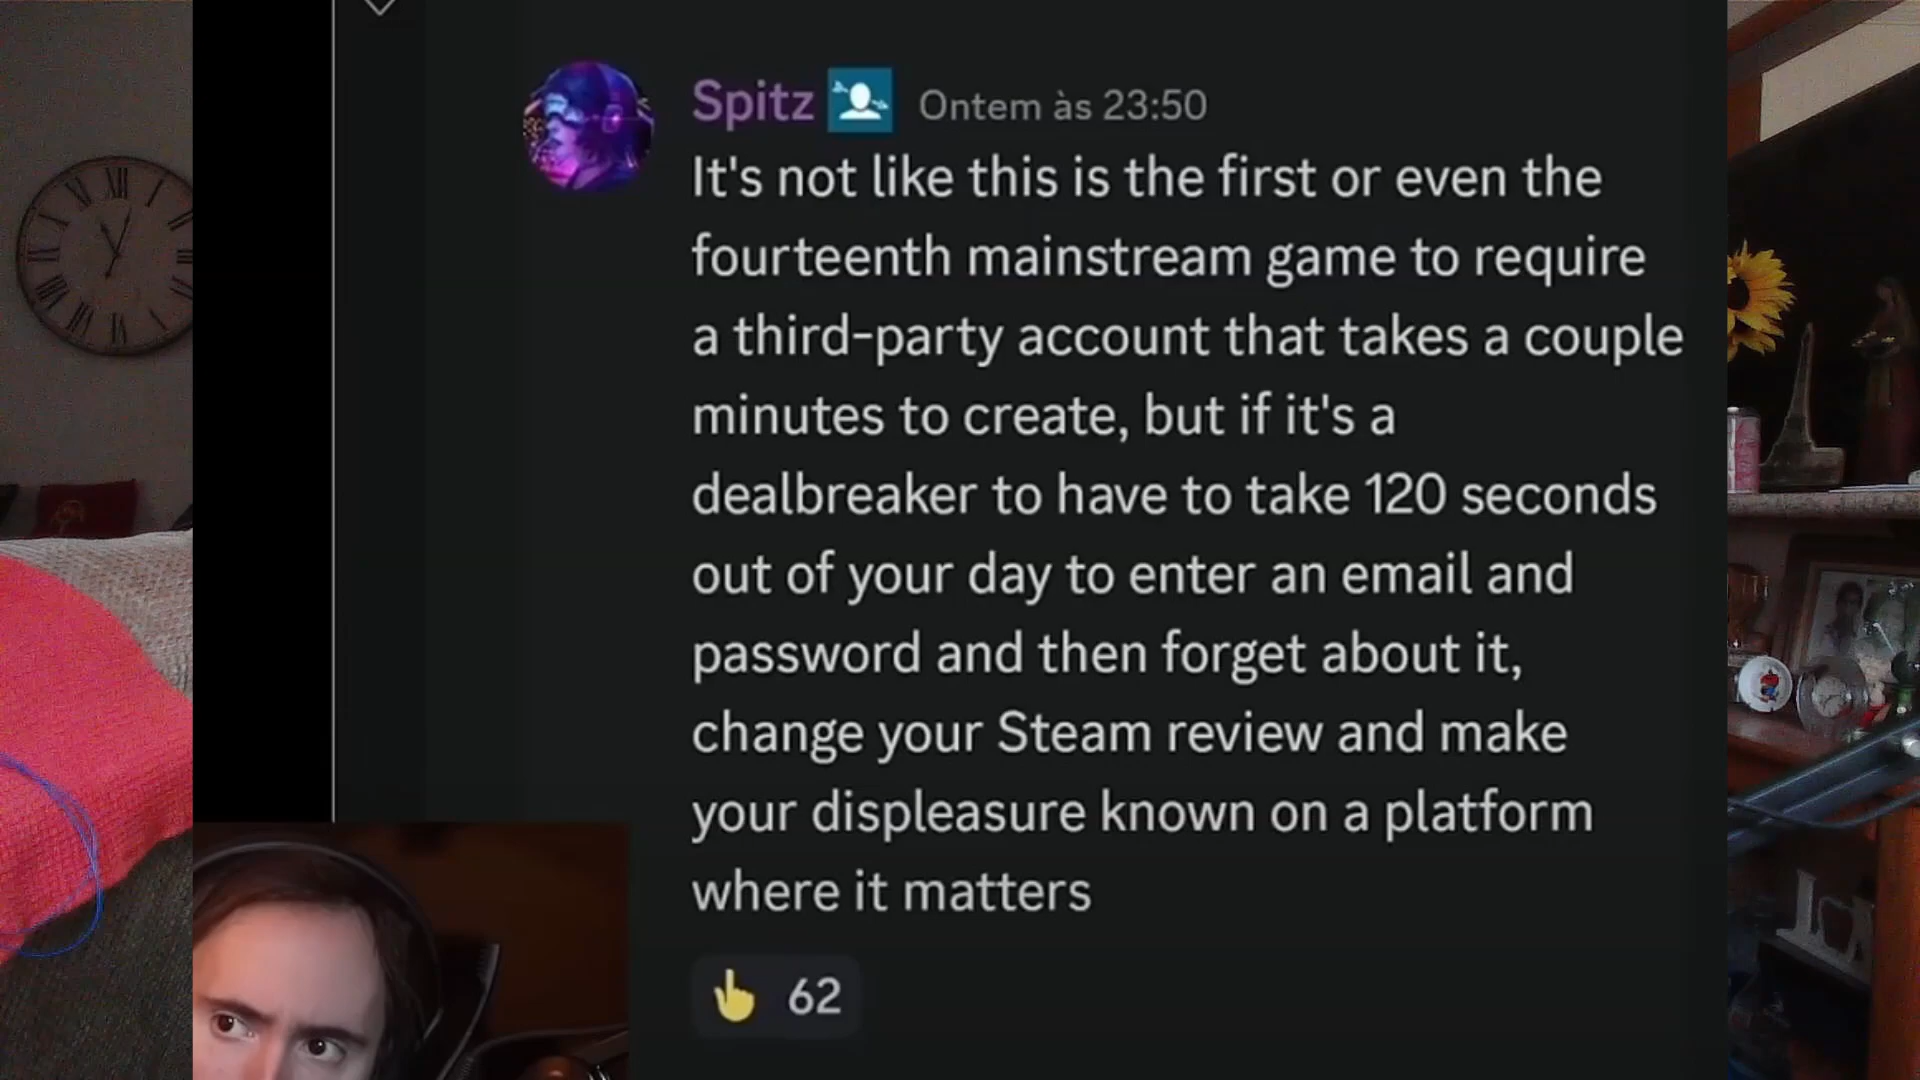 Spitz Ontem às 23:50
It's not like this is the first or even the
fourteenth mainstream game to require
a third-party account that takes a couple
minutes to create, but if it's a
dealbreaker to have to take 120 seconds
out of your day to enter an email and
password and then forget about it,
change your Steam review and make
your displeasure known on a platform
where it matters
62